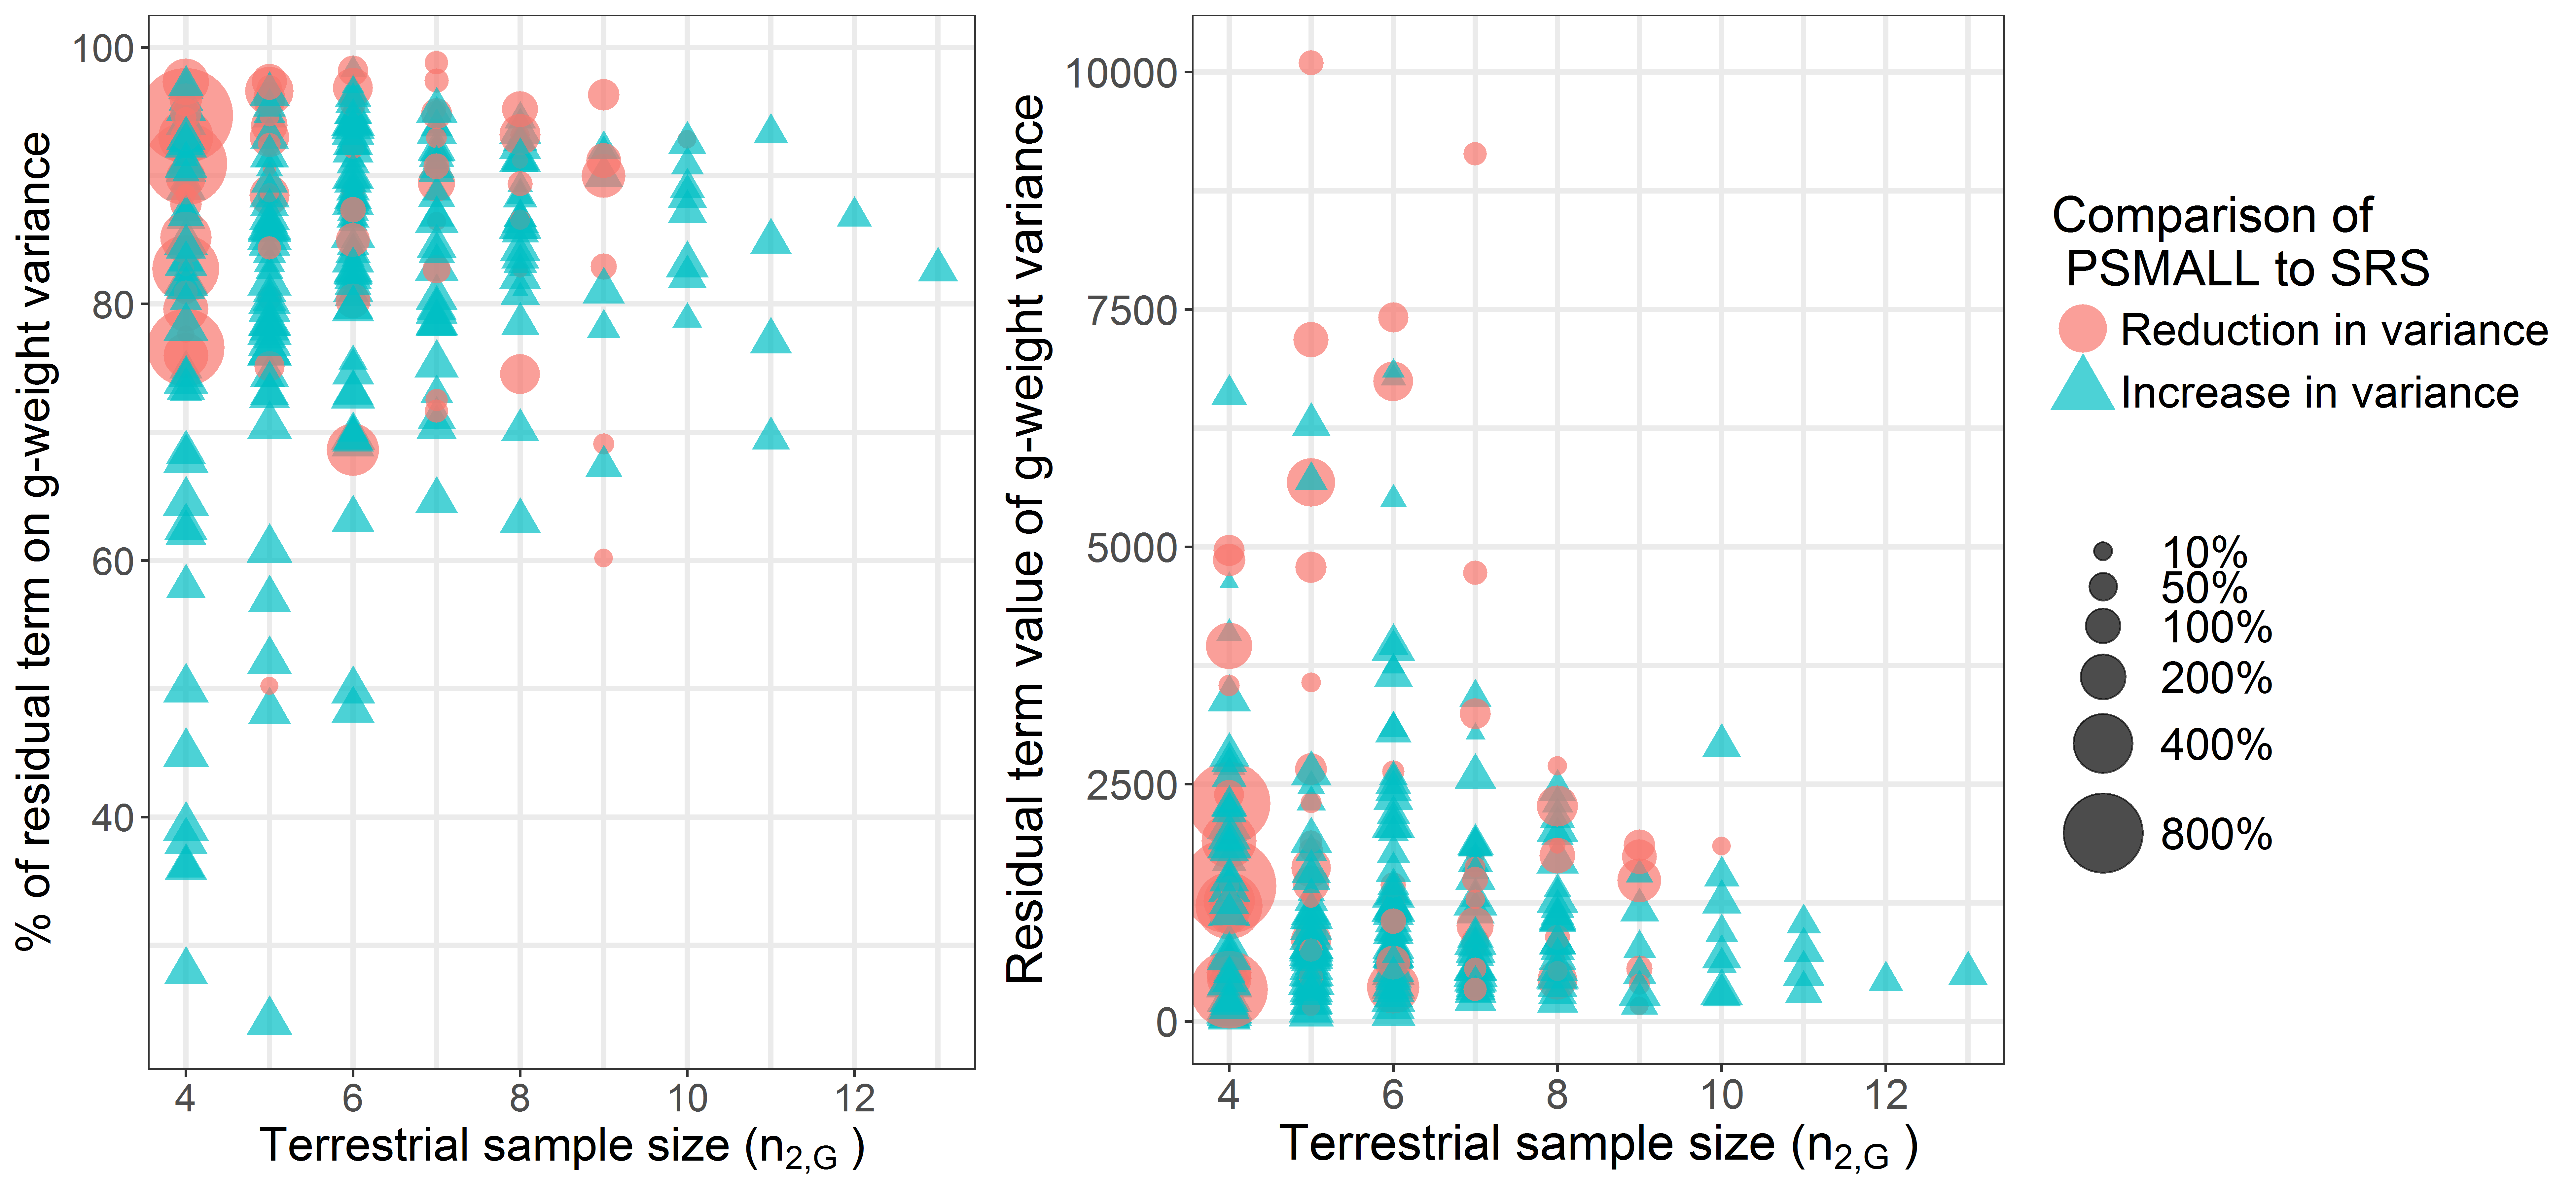 % of residual term on g-weight variance
100
80
60
40
4 6 8 10 12
Terrestrial sample size (n2,G )
Residual term value of g-weight variance
10000
7500
5000
2500
0
4 6 8 10 12
Terrestrial sample size (n2,G )
Comparison of
PSMALL to SRS
Reduction in variance
Increase in variance
10%
50%
100%
200%
400%
800%